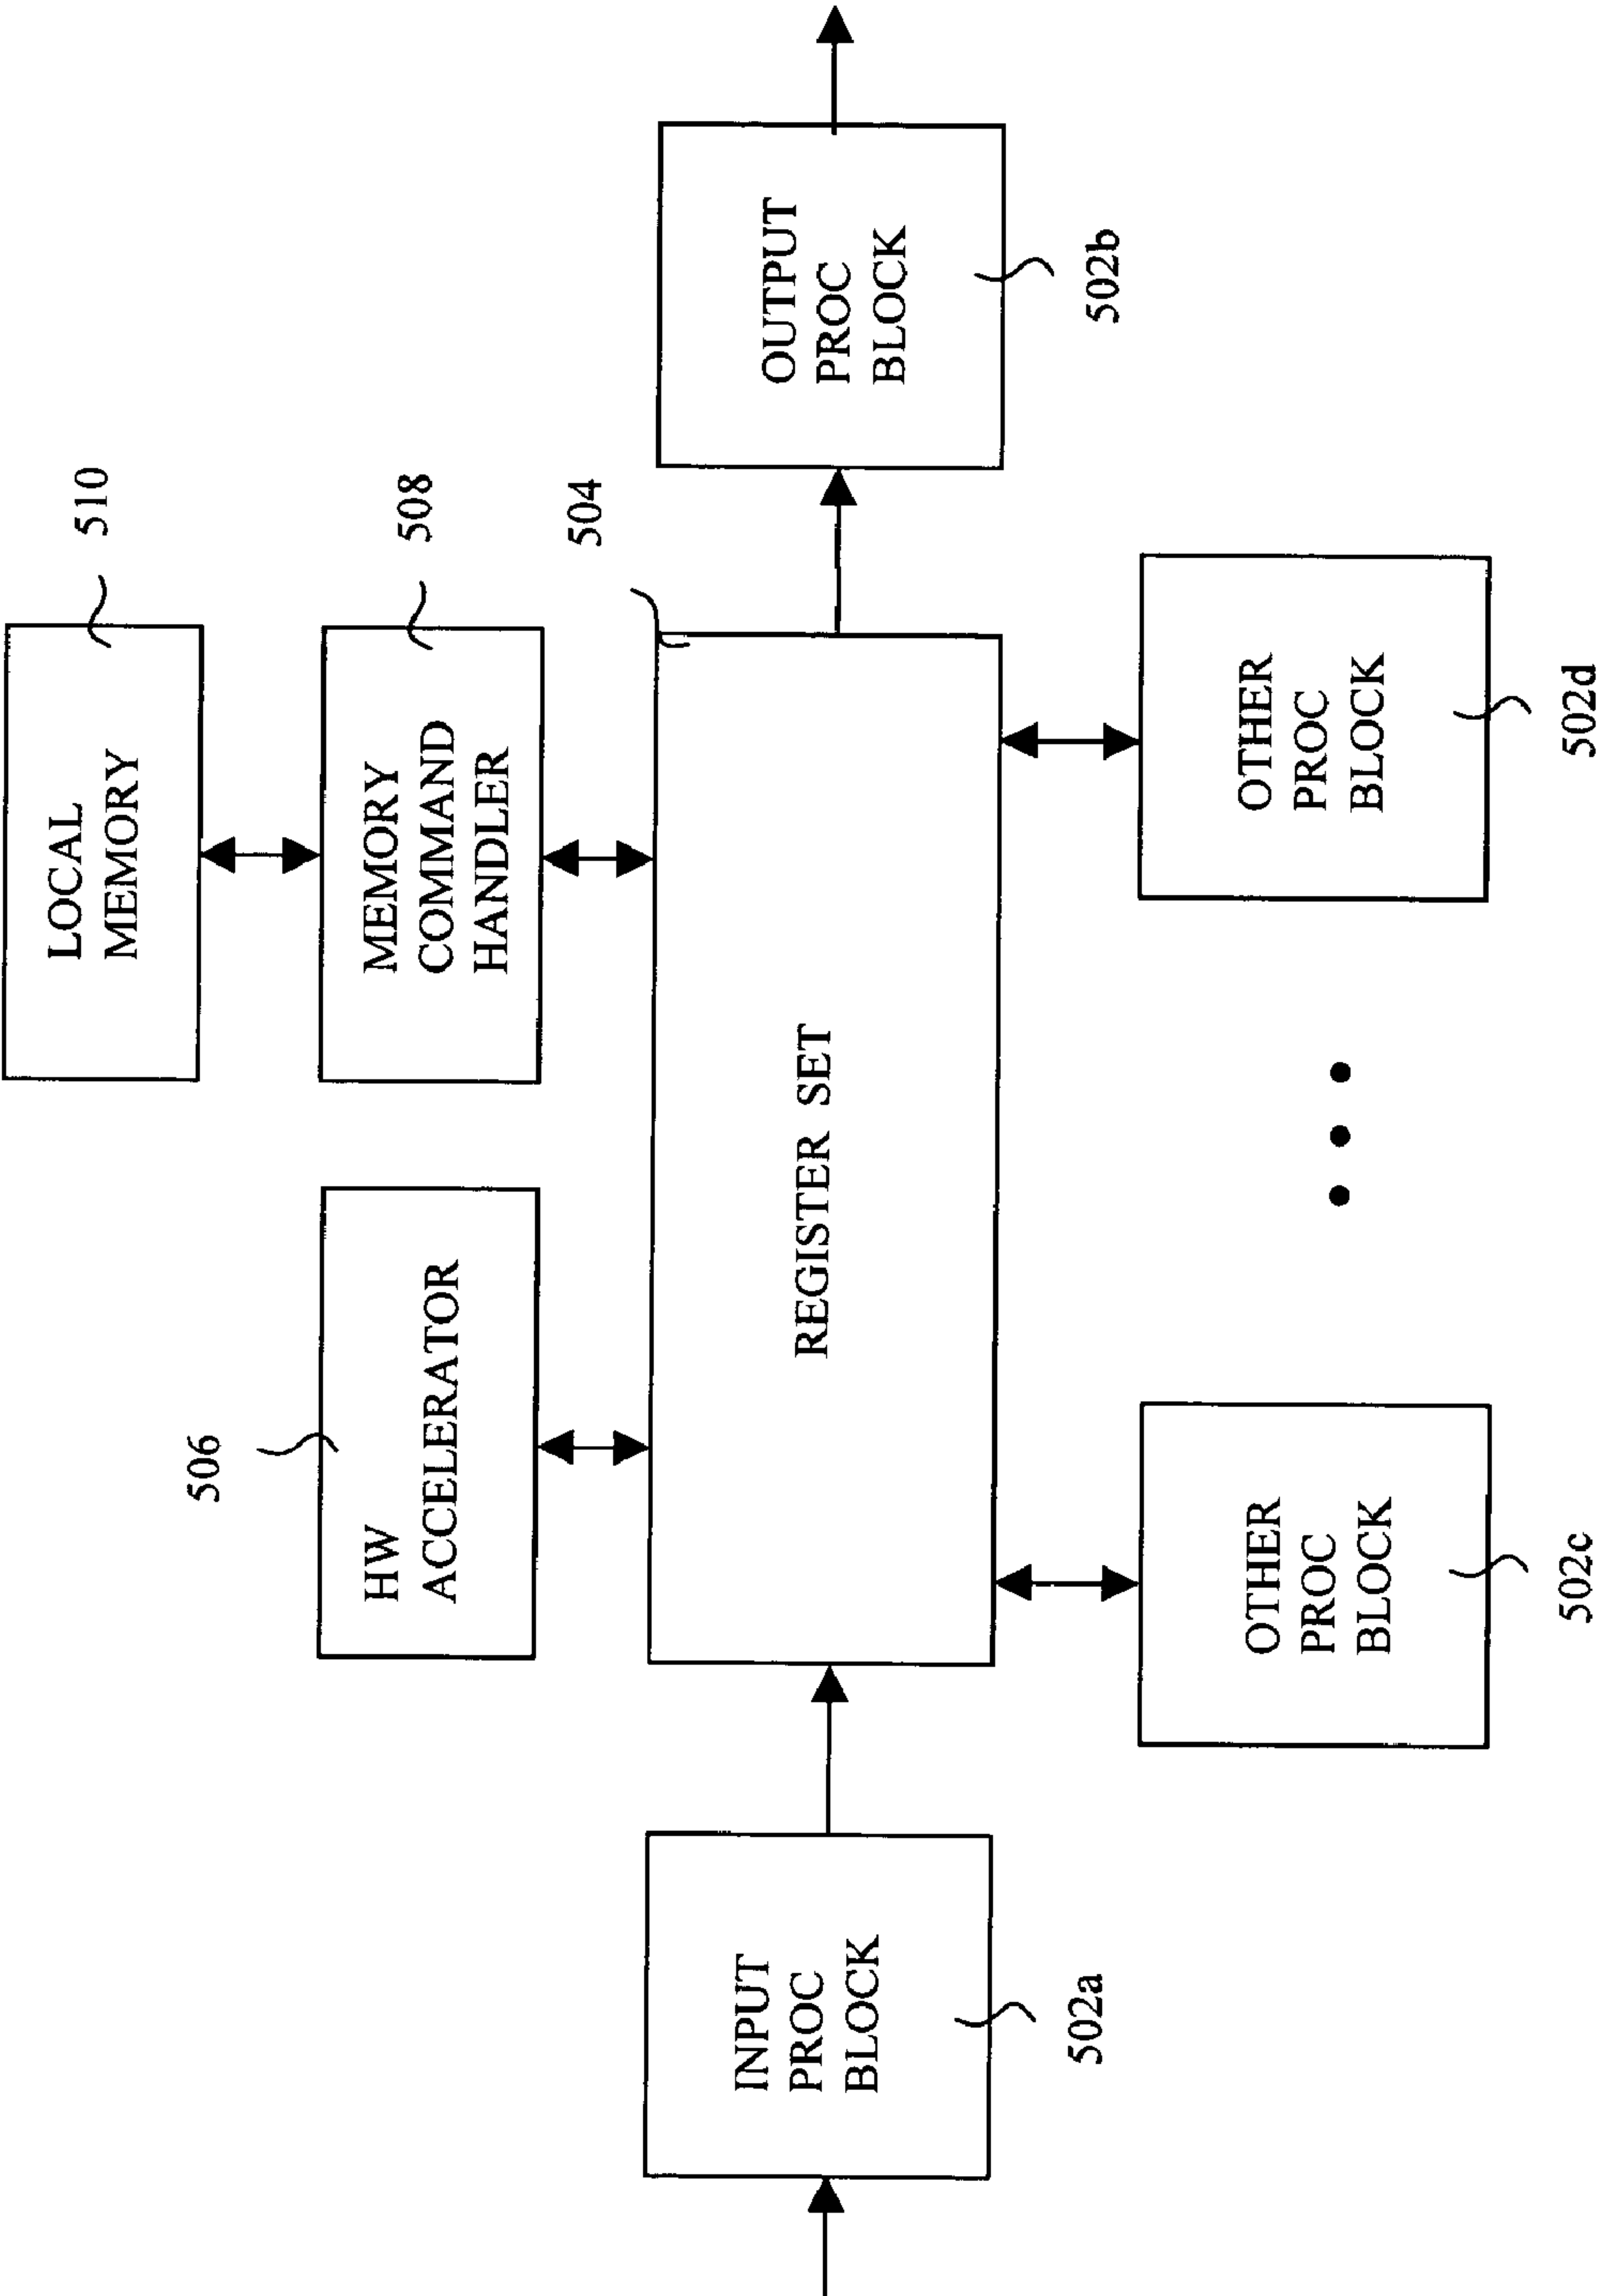 510
LOCAL
MEMORY
508
MEMORY
COMMAND
HANDLER
506
HW
ACCELERATOR
504
REGISTER SET
INPUT
PROC
BLOCK
502a
OUTPUT
PROC
BLOCK
502b
OTHER
PROC
BLOCK
502c
• • •
OTHER
PROC
BLOCK
502d